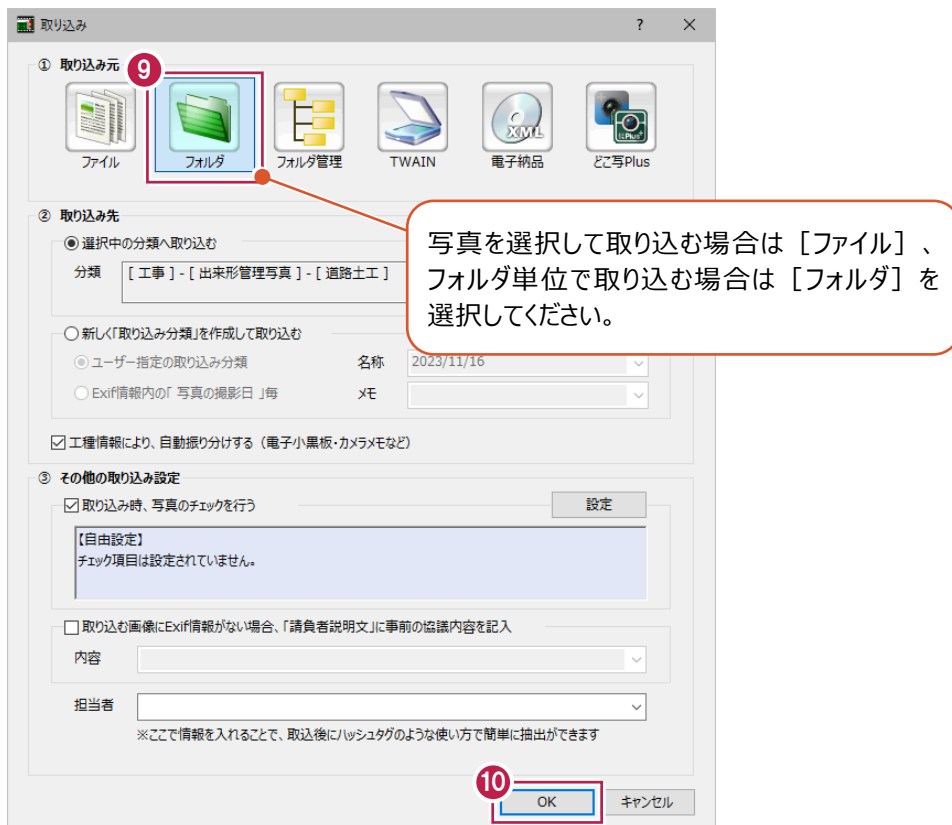 取り込み
? ×
① 取り込み元
9
ファイル
フォルダ
フォルダ管理
TWAIN
XML
電子納品
Plus
どこ写Plus
② 取り込み先
選択中の分類へ取り込む
分類
[ 工事 ] - [ 出来形管理写真 ] - [ 道路土工 ]
写真を選択して取り込む場合は［ファイル］、
フォルダ単位で取り込む場合は［フォルダ］を
選択してください。
新しく「取り込み分類」を作成して取り込む
ユーザー指定の取り込み分類
名称
2023/11/16
Exif情報内の「 写真の撮影日 」毎
メモ
工種情報により、自動振り分けする（電子小黒板・カメラメモなど）
③ その他の取り込み設定
取り込み時、写真のチェックを行う
設定
【自由設定】
チェック項目は設定されていません。
取り込む画像にExif情報がない場合、「請負者説明文」に事前の協議内容を記入
内容
担当者
※ここで情報を入れることで、取込後にハッシュタグのような使い方で簡単に抽出ができます
10
OK
キャンセル